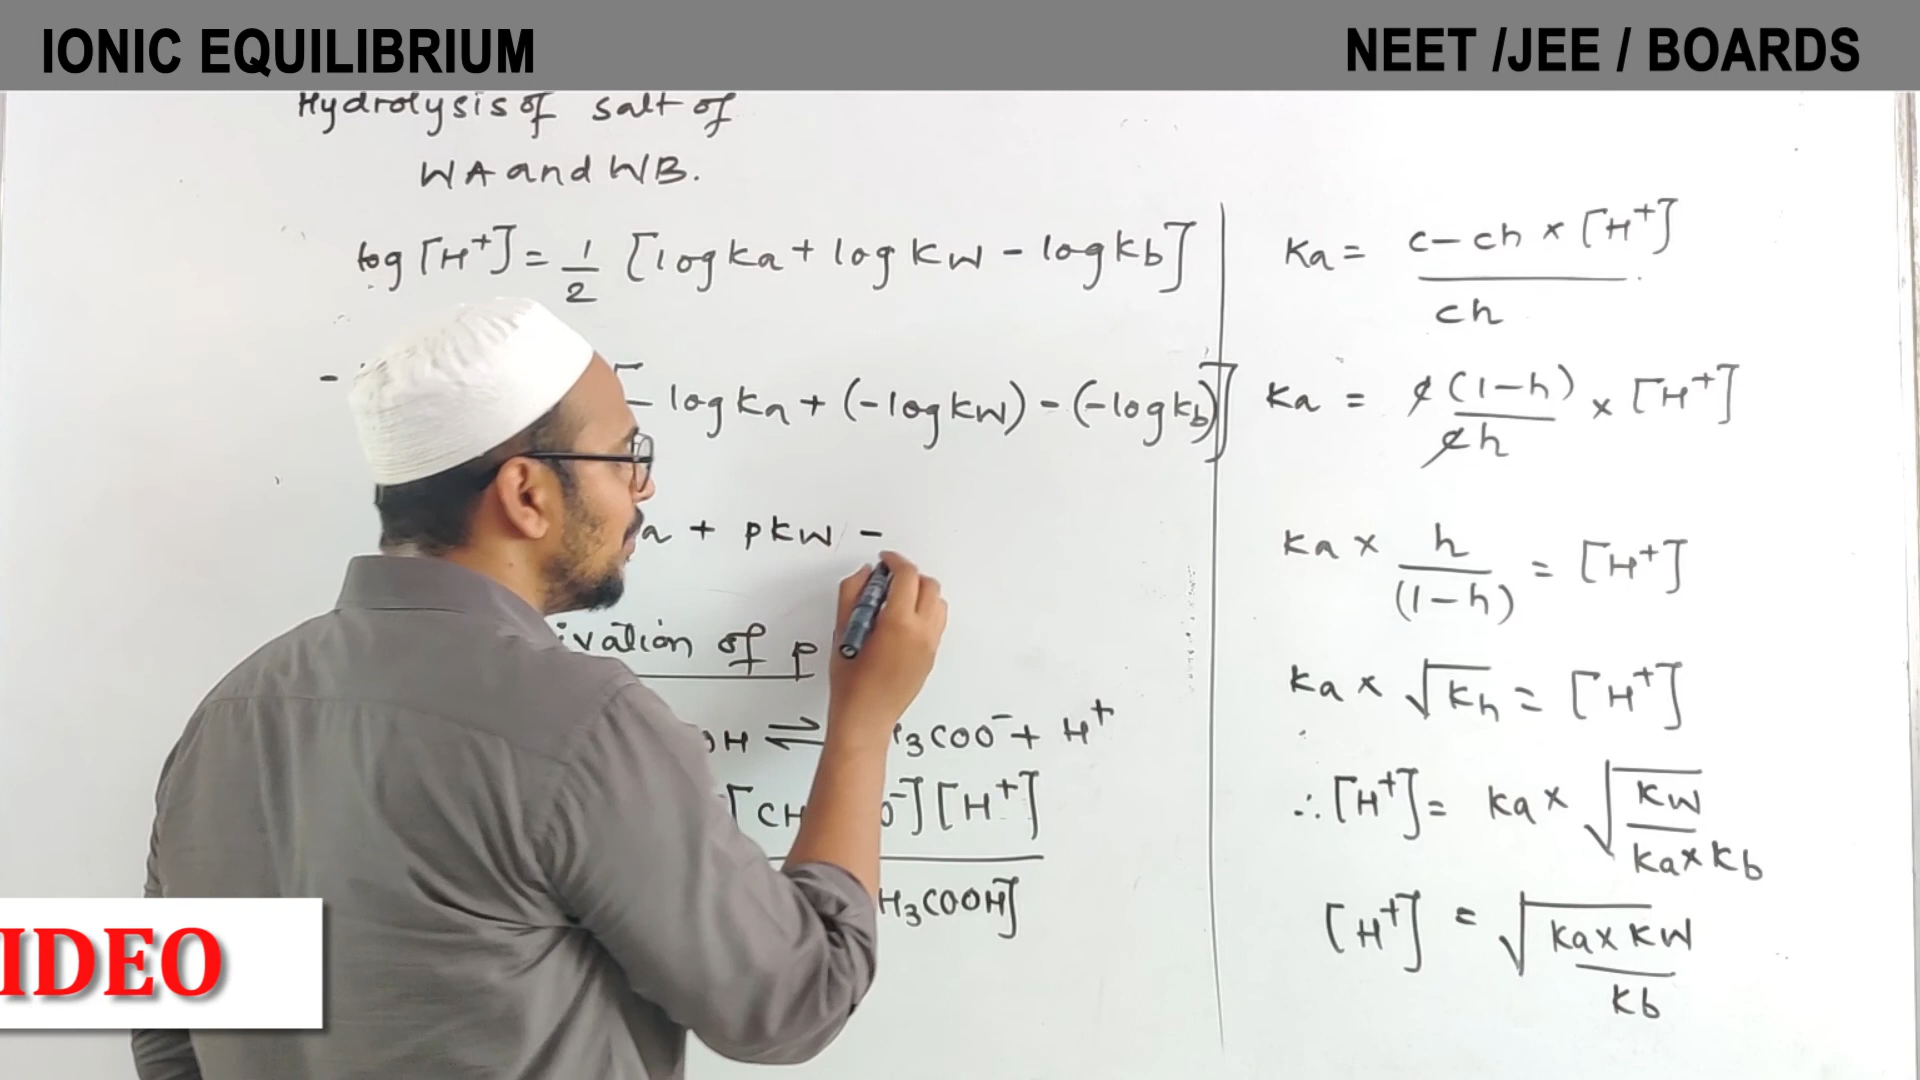 IONIC EQUILIBRIUM
NEET /JEE / BOARDS
Hydrolysis of salt of
WA and WB.
log [H⁺] = 1/2 [log Ka + log Kw - log Kb]
- log Ka + (-log Kw) - (-log Kb)]
a + pKw -
ivation of p
OH ⇌ H₃COO⁻ + H⁺
[CH O⁻] [H⁺]
H₃COOH]
Ka = c - ch × [H⁺] / ch
Ka = c(1-h) / ch × [H⁺]
Ka × h / (1-h) = [H⁺]
Ka × √Kh = [H⁺]
∴ [H⁺] = Ka × √(Kw / Ka × Kb)
[H⁺] = √(Ka × Kw / Kb)
IDEO